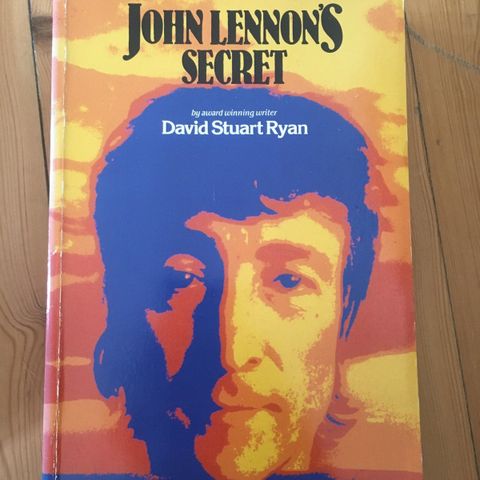 JOHN LENNON'S
SECRET
by award winning writer
David Stuart Ryan